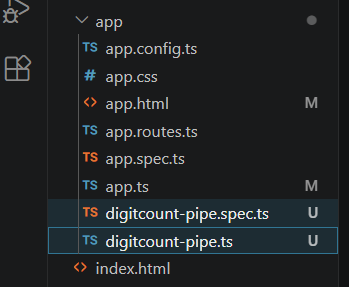 app
TS app.config.ts
# app.css
<> app.html M
TS app.routes.ts
TS app.spec.ts
TS app.ts M
TS digitcount-pipe.spec.ts U
TS digitcount-pipe.ts U
<> index.html